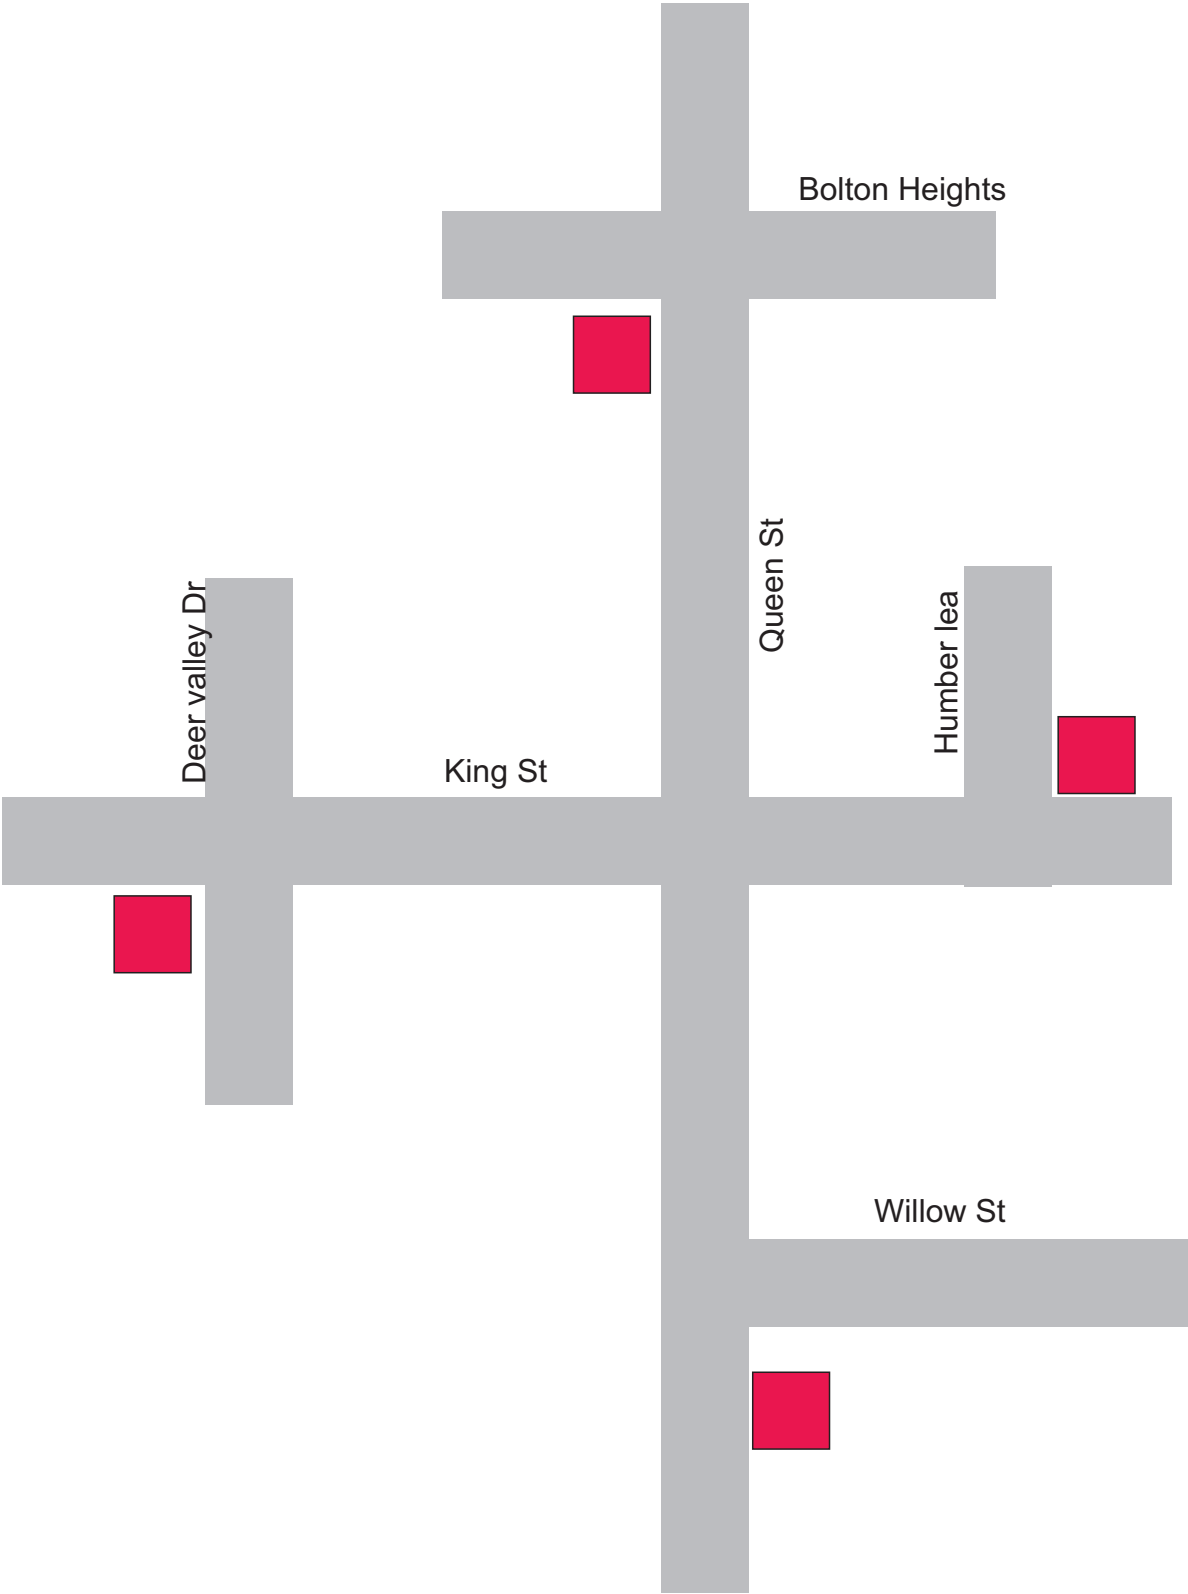 Bolton Heights
Queen St
Deer valley Dr
Humber lea
King St
Willow St